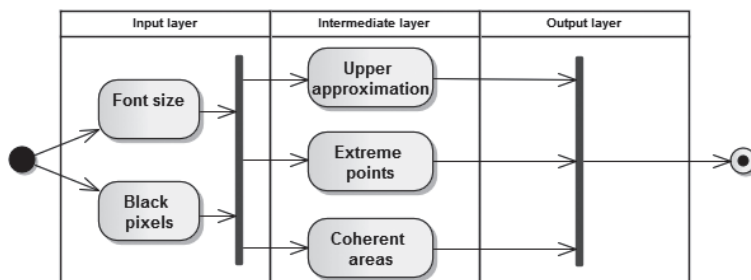 Input layer
Intermediate layer
Output layer
Font size
Black
pixels
Upper
approximation
Extreme
points
Coherent
areas